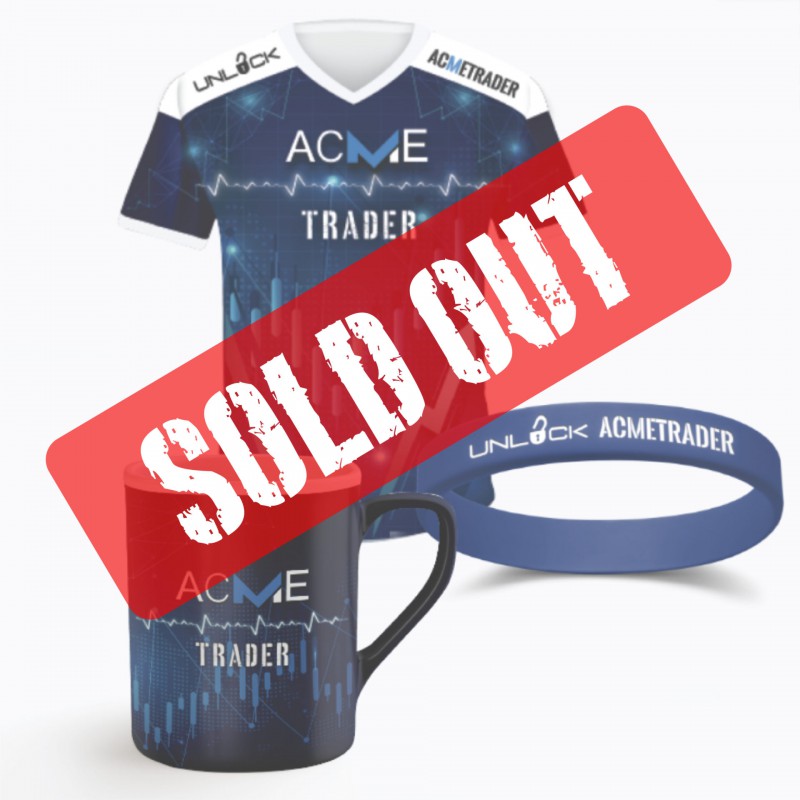 UNLOCK
ACMETRADER
ACME
TRADER
SOLD OUT
UNLOCK ACMETRADER
ACME
TRADER